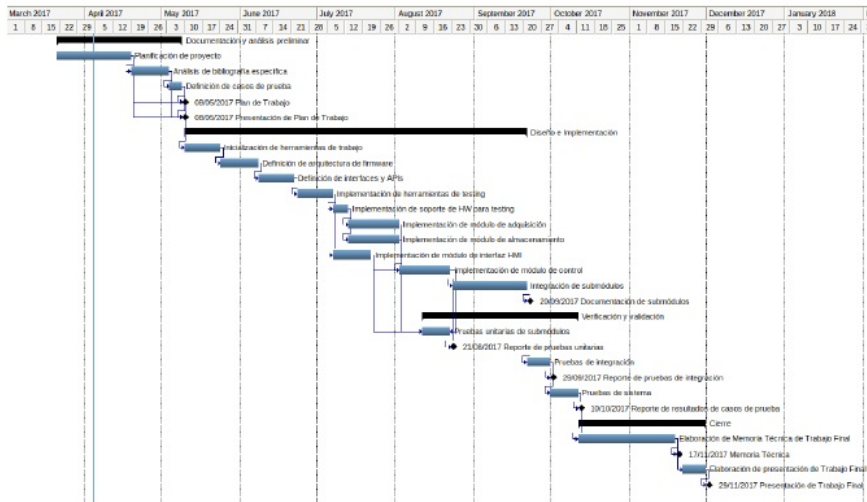 March 2017 April 2017 May 2017 June 2017 July 2017 August 2017 September 2017 October 2017 November 2017 December 2017 January 2018
1 8 15 22 29 5 12 19 26 3 10 17 24 31 7 14 21 28 5 12 19 26 2 9 16 23 30 6 13 20 27 4 11 18 25 1 8 15 22 29 6 13 20 27 3 10 17 24 31
Documentación y análisis preliminar
Planificación de proyecto
Análisis de bibliografía específica
Definición de casos de prueba
08/05/2017 Plan de Trabajo
08/05/2017 Presentación de Plan de Trabajo
Diseño e Implementación
Inicialización de herramientas de trabajo
Definición de arquitectura de firmware
Definición de interfaces y APIs
Implementación de herramientas de testing
Implementación de soporte de HW para testing
Implementación de módulo de adquisición
Implementación de módulo de almacenamiento
Implementación de módulo de interfaz HMI
Implementación de módulo de control
Integración de submódulos
20/09/2017 Documentación de submódulos
Verificación y validación
Pruebas unitarias de submódulos
21/08/2017 Reporte de pruebas unitarias
Pruebas de integración
29/09/2017 Reporte de pruebas de integración
Pruebas de sistema
10/10/2017 Reporte de resultados de casos de prueba
Cierre
Elaboración de Memoria Técnica de Trabajo Final
17/11/2017 Memoria Técnica
Elaboración de presentación de Trabajo Final
29/11/2017 Presentación de Trabajo Final